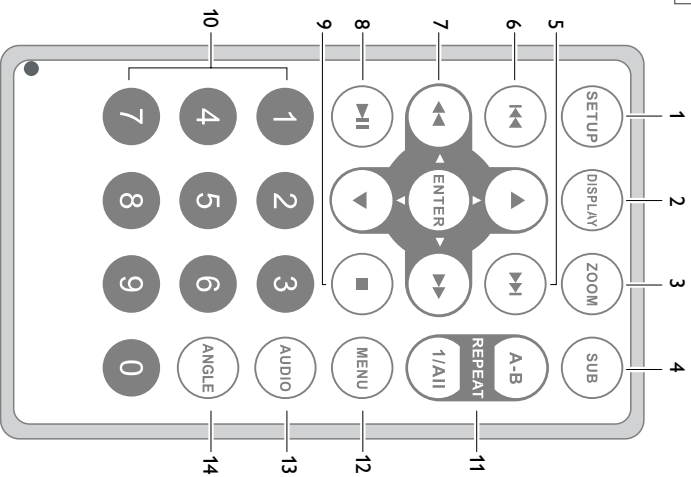 1 2 3 4
SETUP DISPLAY ZOOM SUB
5
6
A-B
REPEAT
11
7
ENTER
1/All
8
MENU
12
9
1 2 3
AUDIO
13
10
4 5 6
ANGLE
14
7 8 9 0